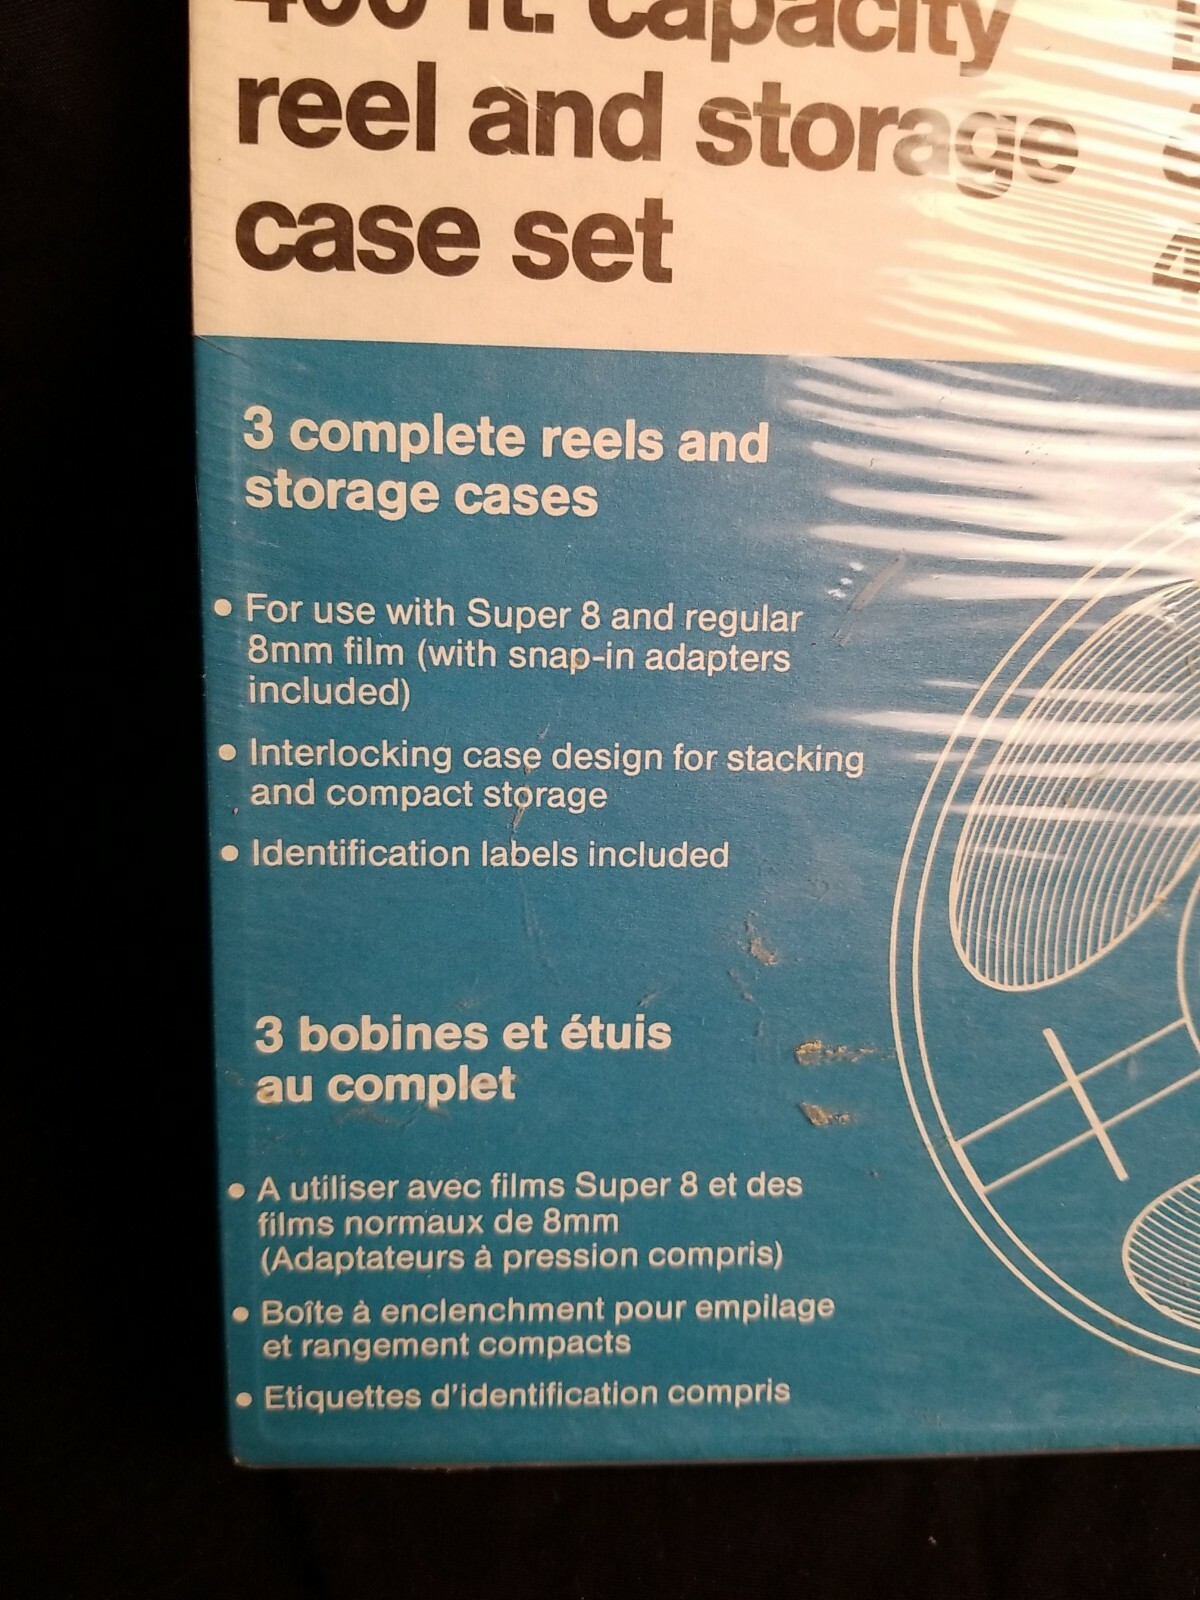 400 ft. capacity
reel and storage
case set
3 complete reels and
storage cases
• For use with Super 8 and regular
8mm film (with snap-in adapters
included)
• Interlocking case design for stacking
and compact storage
• Identification labels included
3 bobines et étuis
au complet
• A utiliser avec films Super 8 et des
films normaux de 8mm
(Adaptateurs à pression compris)
• Boîte à enclenchment pour empilage
et rangement compacts
• Etiquettes d'identification compris